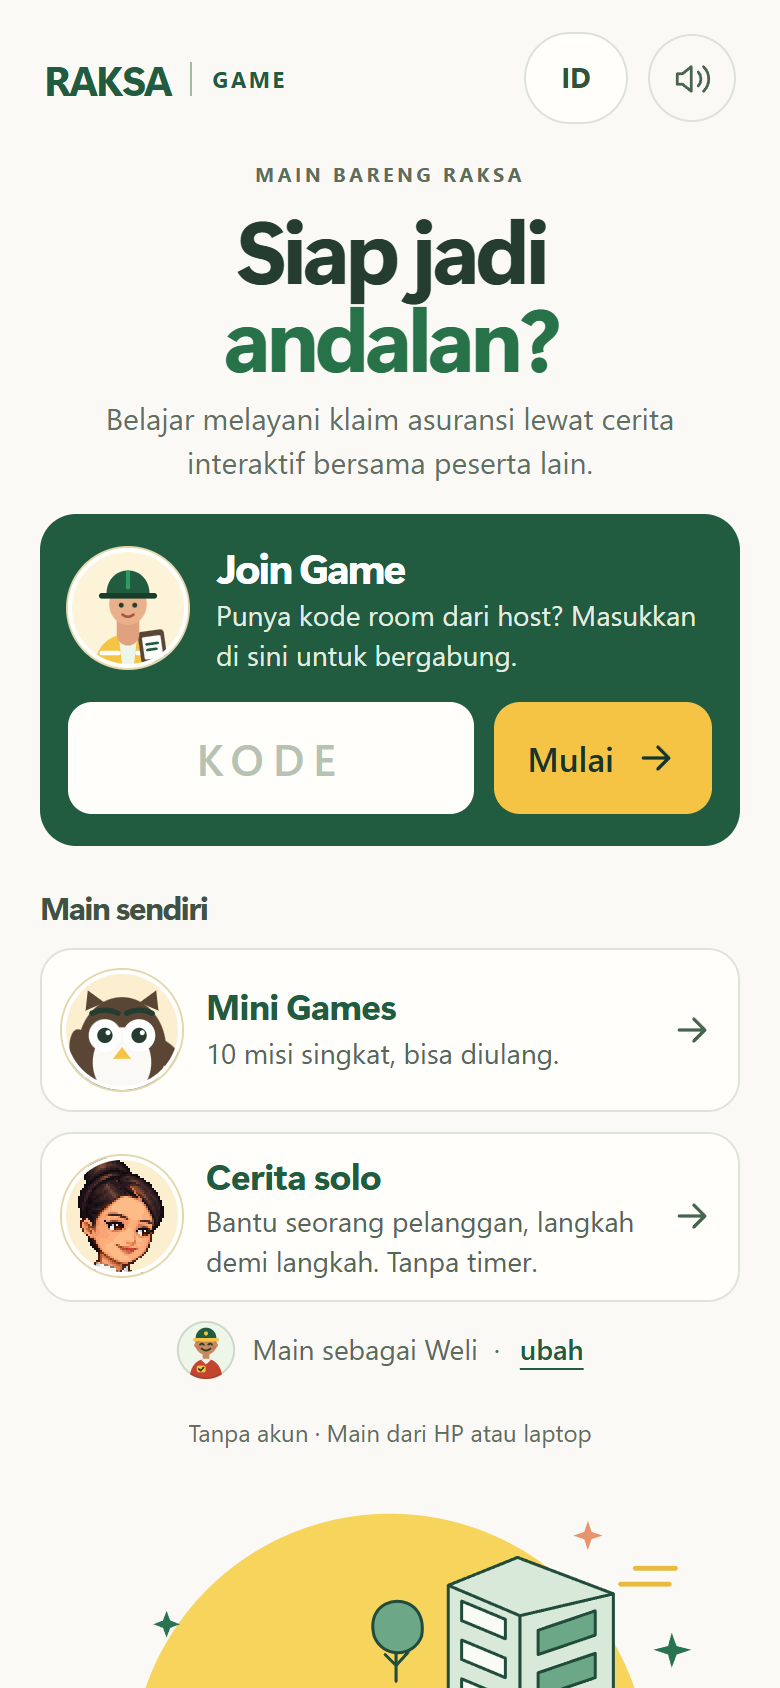 RAKSA | GAME
ID
MAIN BARENG RAKSA
Siap jadi
andalan?
Belajar melayani klaim asuransi lewat cerita
interaktif bersama peserta lain.
Join Game
Punya kode room dari host? Masukkan
di sini untuk bergabung.
KODE
Mulai →
Main sendiri
Mini Games
10 misi singkat, bisa diulang.
Cerita solo
Bantu seorang pelanggan, langkah
demi langkah. Tanpa timer.
Main sebagai Weli · ubah
Tanpa akun · Main dari HP atau laptop